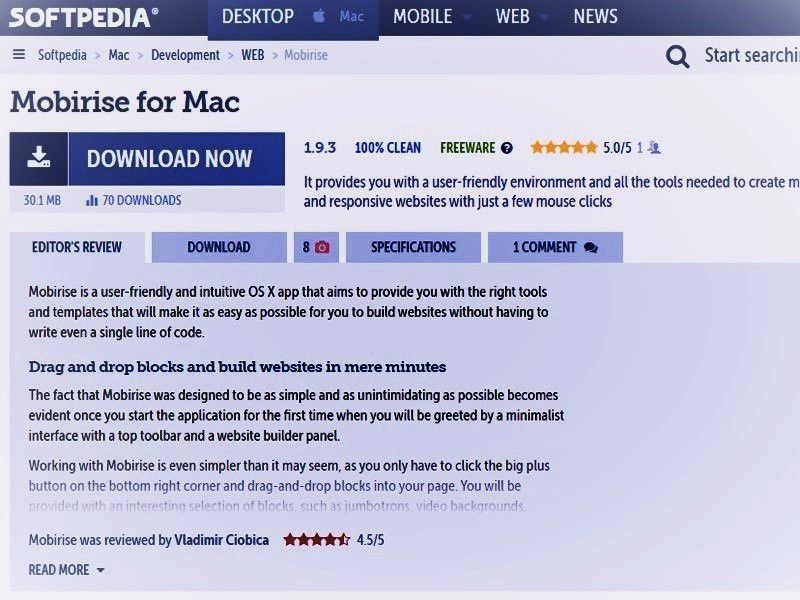 SOFTPEDIA®
DESKTOP Mac MOBILE WEB NEWS
Softpedia > Mac > Development > WEB > Mobirise
Start searchi
Mobirise for Mac
DOWNLOAD NOW
1.9.3 100% CLEAN FREEWARE ? 5.0/5 1
It provides you with a user-friendly environment and all the tools needed to create m
and responsive websites with just a few mouse clicks
30.1 MB 70 DOWNLOADS
EDITOR'S REVIEW DOWNLOAD 8 SPECIFICATIONS 1 COMMENT
Mobirise is a user-friendly and intuitive OS X app that aims to provide you with the right tools
and templates that will make it as easy as possible for you to build websites without having to
write even a single line of code.
Drag and drop blocks and build websites in mere minutes
The fact that Mobirise was designed to be as simple and as unintimidating as possible becomes
evident once you start the application for the first time when you will be greeted by a minimalist
interface with a top toolbar and a website builder panel.
Working with Mobirise is even simpler than it may seem, as you only have to click the big plus
button on the bottom right corner and drag-and-drop blocks into your page. You will be
provided with an interesting selection of blocks, such as jumbotrons, video backgrounds,
Mobirise was reviewed by Vladimir Ciobica 4.5/5
READ MORE